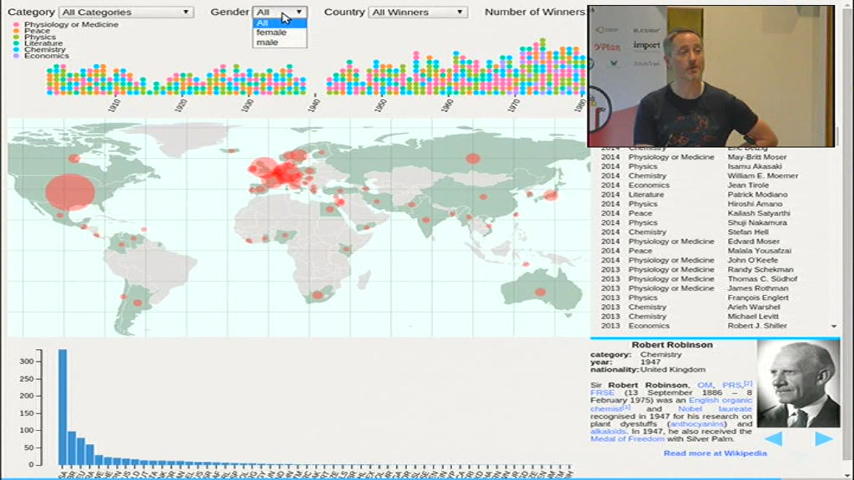 Category All Categories Gender All Country All Winners Number of Winners
All
female
male
Physiology or Medicine
Peace
Physics
Literature
Chemistry
Economics
1910 1920 1930 1940 1950 1960 1970 1980
import
2014 Physiology or Medicine May-Britt Moser
2014 Physics Isamu Akasaki
2014 Chemistry William E. Moerner
2014 Economics Jean Tirole
2014 Literature Patrick Modiano
2014 Physics Hiroshi Amano
2014 Peace Kailash Satyarthi
2014 Physics Shuji Nakamura
2014 Chemistry Stefan Hell
2014 Physiology or Medicine Edvard Moser
2014 Peace Malala Yousafzai
2014 Physiology or Medicine John O'Keefe
2013 Physiology or Medicine Randy Schekman
2013 Physiology or Medicine Thomas C. Südhof
2013 Physiology or Medicine James Rothman
2013 Physics François Englert
2013 Chemistry Arieh Warshel
2013 Chemistry Michael Levitt
2013 Economics Robert J. Shiller
300
250
200
150
100
50
0
Robert Robinson
category: Chemistry
year: 1947
nationality: United Kingdom
Sir Robert Robinson, OM, PRS,[2]
FRSE (13 September 1886 – 8
February 1975) was an English organic
chemist[1] and Nobel laureate
recognised in 1947 for his research on
plant dyestuffs (anthocyanins) and
alkaloids. In 1947, he also received the
Medal of Freedom with Silver Palm.
Read more at Wikipedia